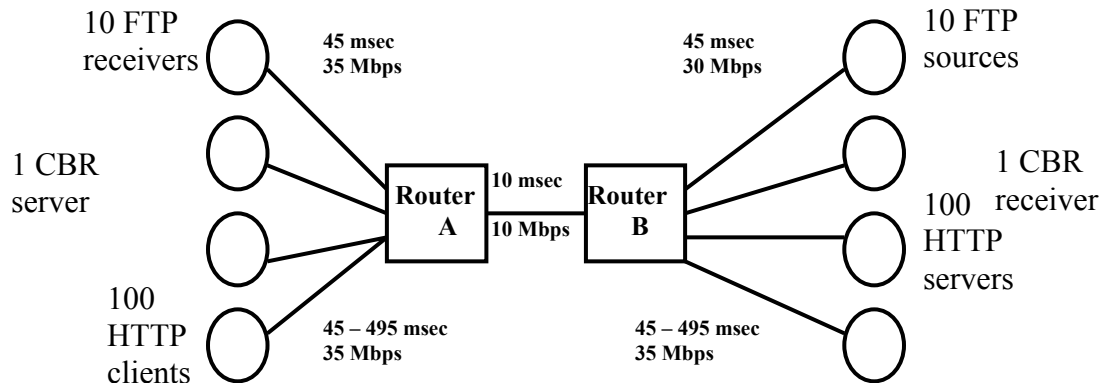 10 FTP
receivers
45 msec
35 Mbps
45 msec
30 Mbps
10 FTP
sources
1 CBR
server
Router
A
10 msec
10 Mbps
Router
B
1 CBR
receiver
100
HTTP
servers
100
HTTP
clients
45 – 495 msec
35 Mbps
45 – 495 msec
35 Mbps